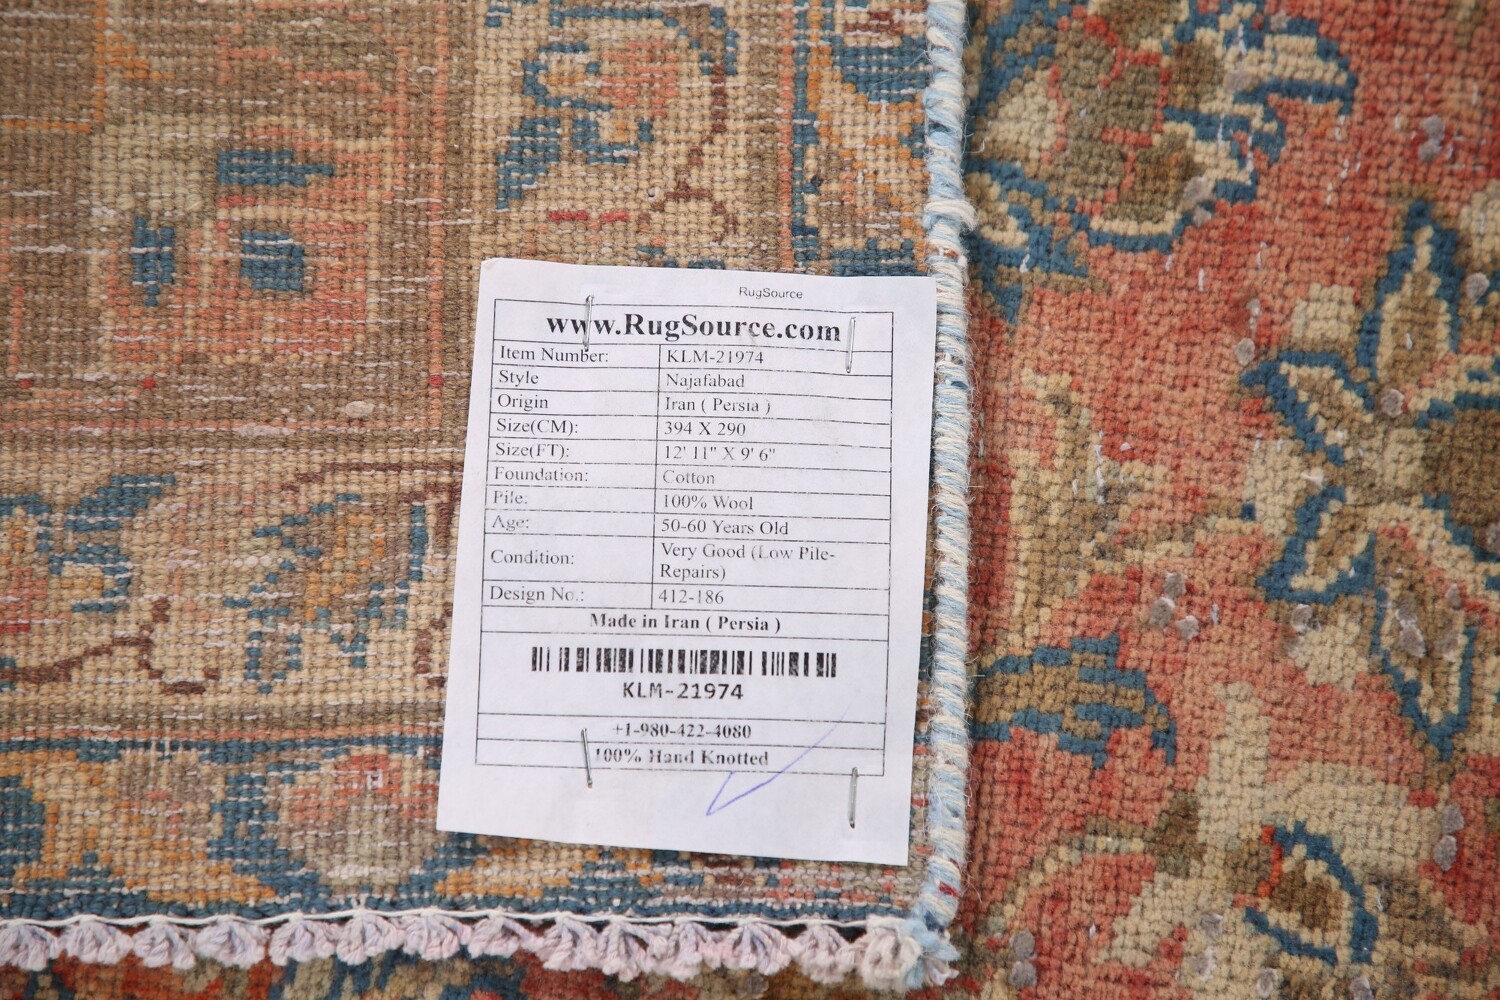 RugSource
www.RugSource.com
Item Number: KLM-21974
Style Najafabad
Origin Iran ( Persia )
Size(CM): 394 X 290
Size(FT): 12' 11" X 9' 6"
Foundation: Cotton
Pile: 100% Wool
Age: 50-60 Years Old
Condition: Very Good (Low Pile-
Repairs)
Design No.: 412-186
Made in Iran ( Persia )
KLM-21974
+1-980-422-4080
100% Hand Knotted